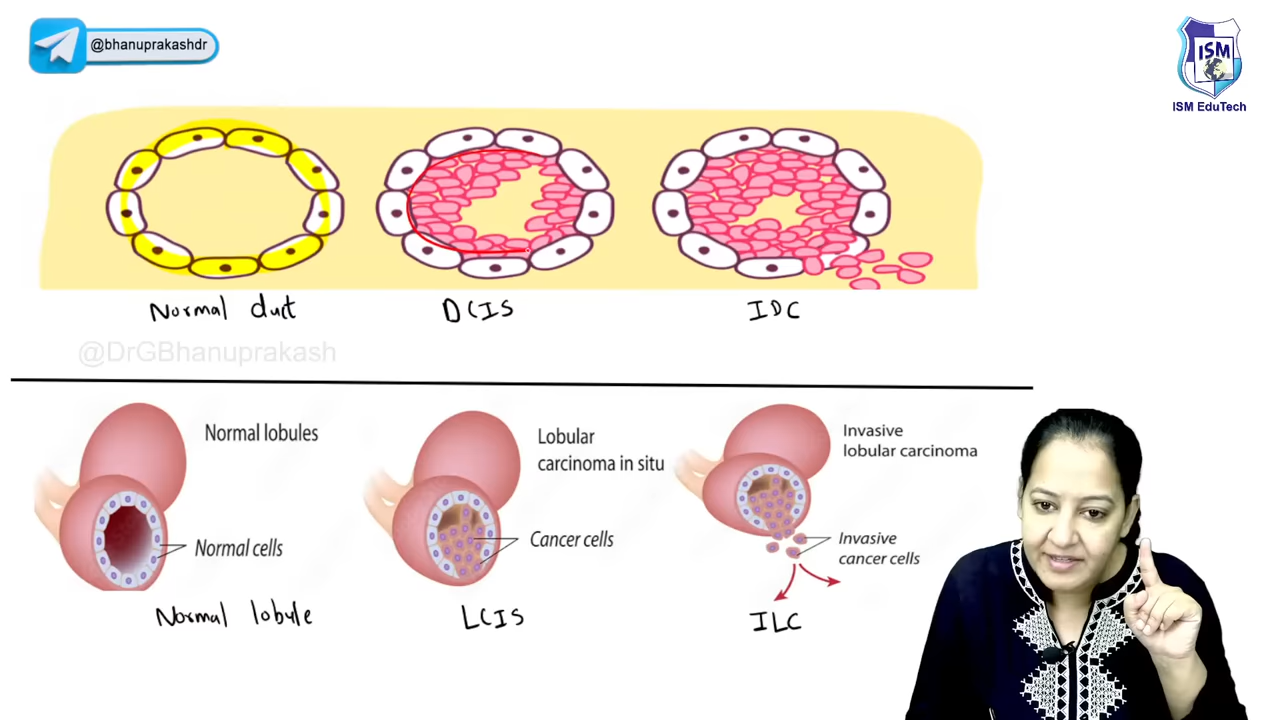 @bhanuprakashdr
ISM
ISM EduTech
Normal duct
DCIS
IDC
@DrGBhanuprakash
Normal lobules
Normal cells
Normal lobule
Lobular
carcinoma in situ
Cancer cells
LCIS
Invasive
lobular carcinoma
Invasive
cancer cells
ILC